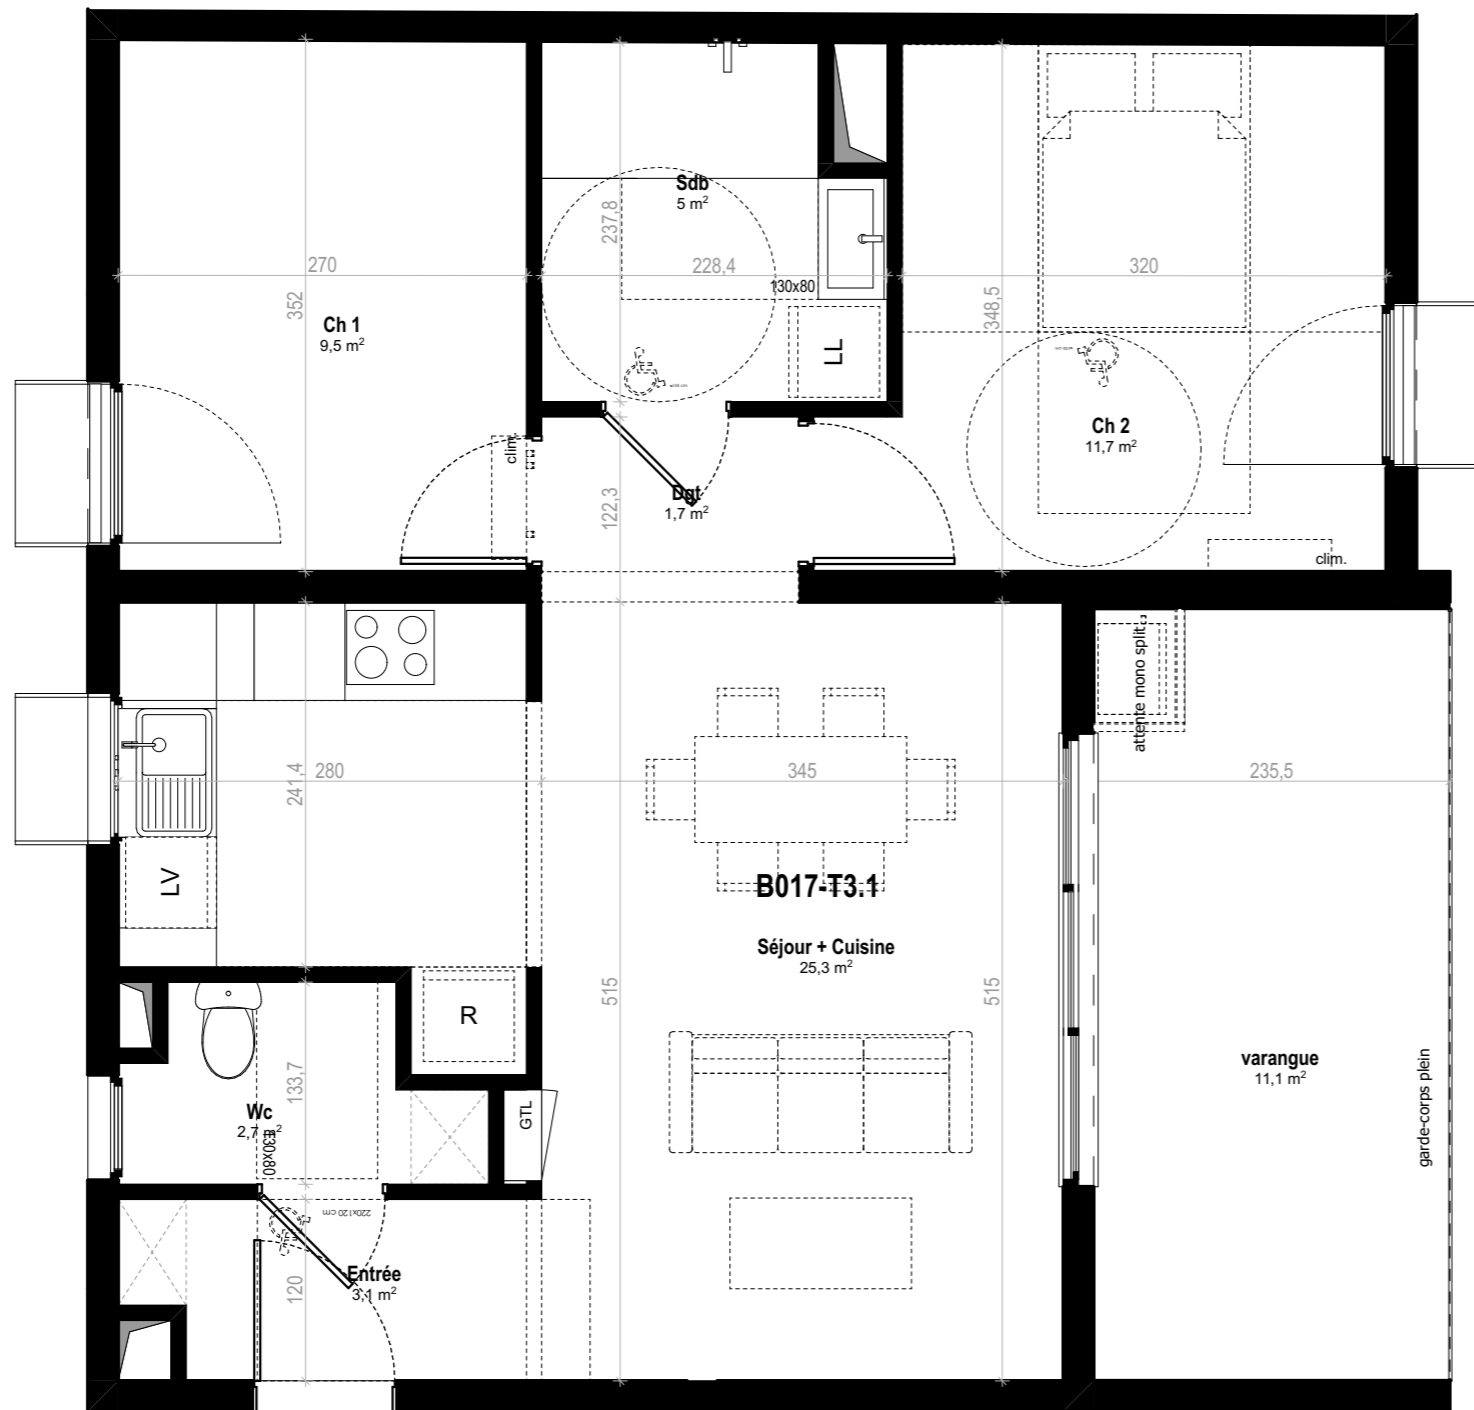 Sdb
5 m²
237,8
270
228,4
320
130x80
352
348,5
Ch 1
9,5 m²
LL
Ch 2
11,7 m²
clim.
Dgt
1,7 m²
122,3
clim.
attente mono split
241,4
280
345
235,5
LV
B017-T3.1
Séjour + Cuisine
25,3 m²
515
515
R
133,7
varangue
11,1 m²
garde-corps plein
Wc
2,7 m²
130x80
GTL
220x120 cm
Entrée
3,1 m²
120